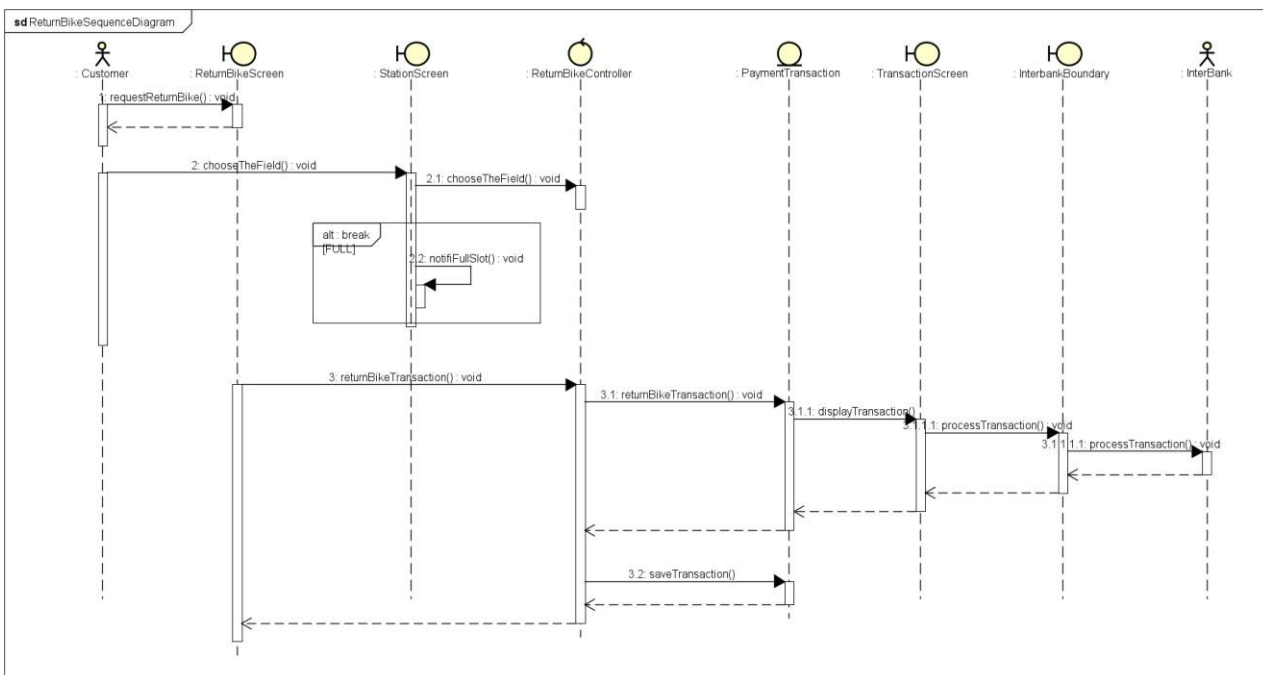 sd ReturnBikeSequenceDiagram
: Customer
: ReturnBikeScreen
: StationScreen
: ReturnBikeController
: PaymentTransaction
: TransactionScreen
: InterbankBoundary
: InterBank
1: requestReturnBike() : void
2: chooseTheField() : void
2.1: chooseTheField() : void
alt : break
[FULL]
2.2: notifiFullSlot() : void
3: returnBikeTransaction() : void
3.1: returnBikeTransaction() : void
3.1.1: displayTransaction()
3.1.1.1: processTransaction() : void
3.1.1.1.1: processTransaction() : void
3.2: saveTransaction()